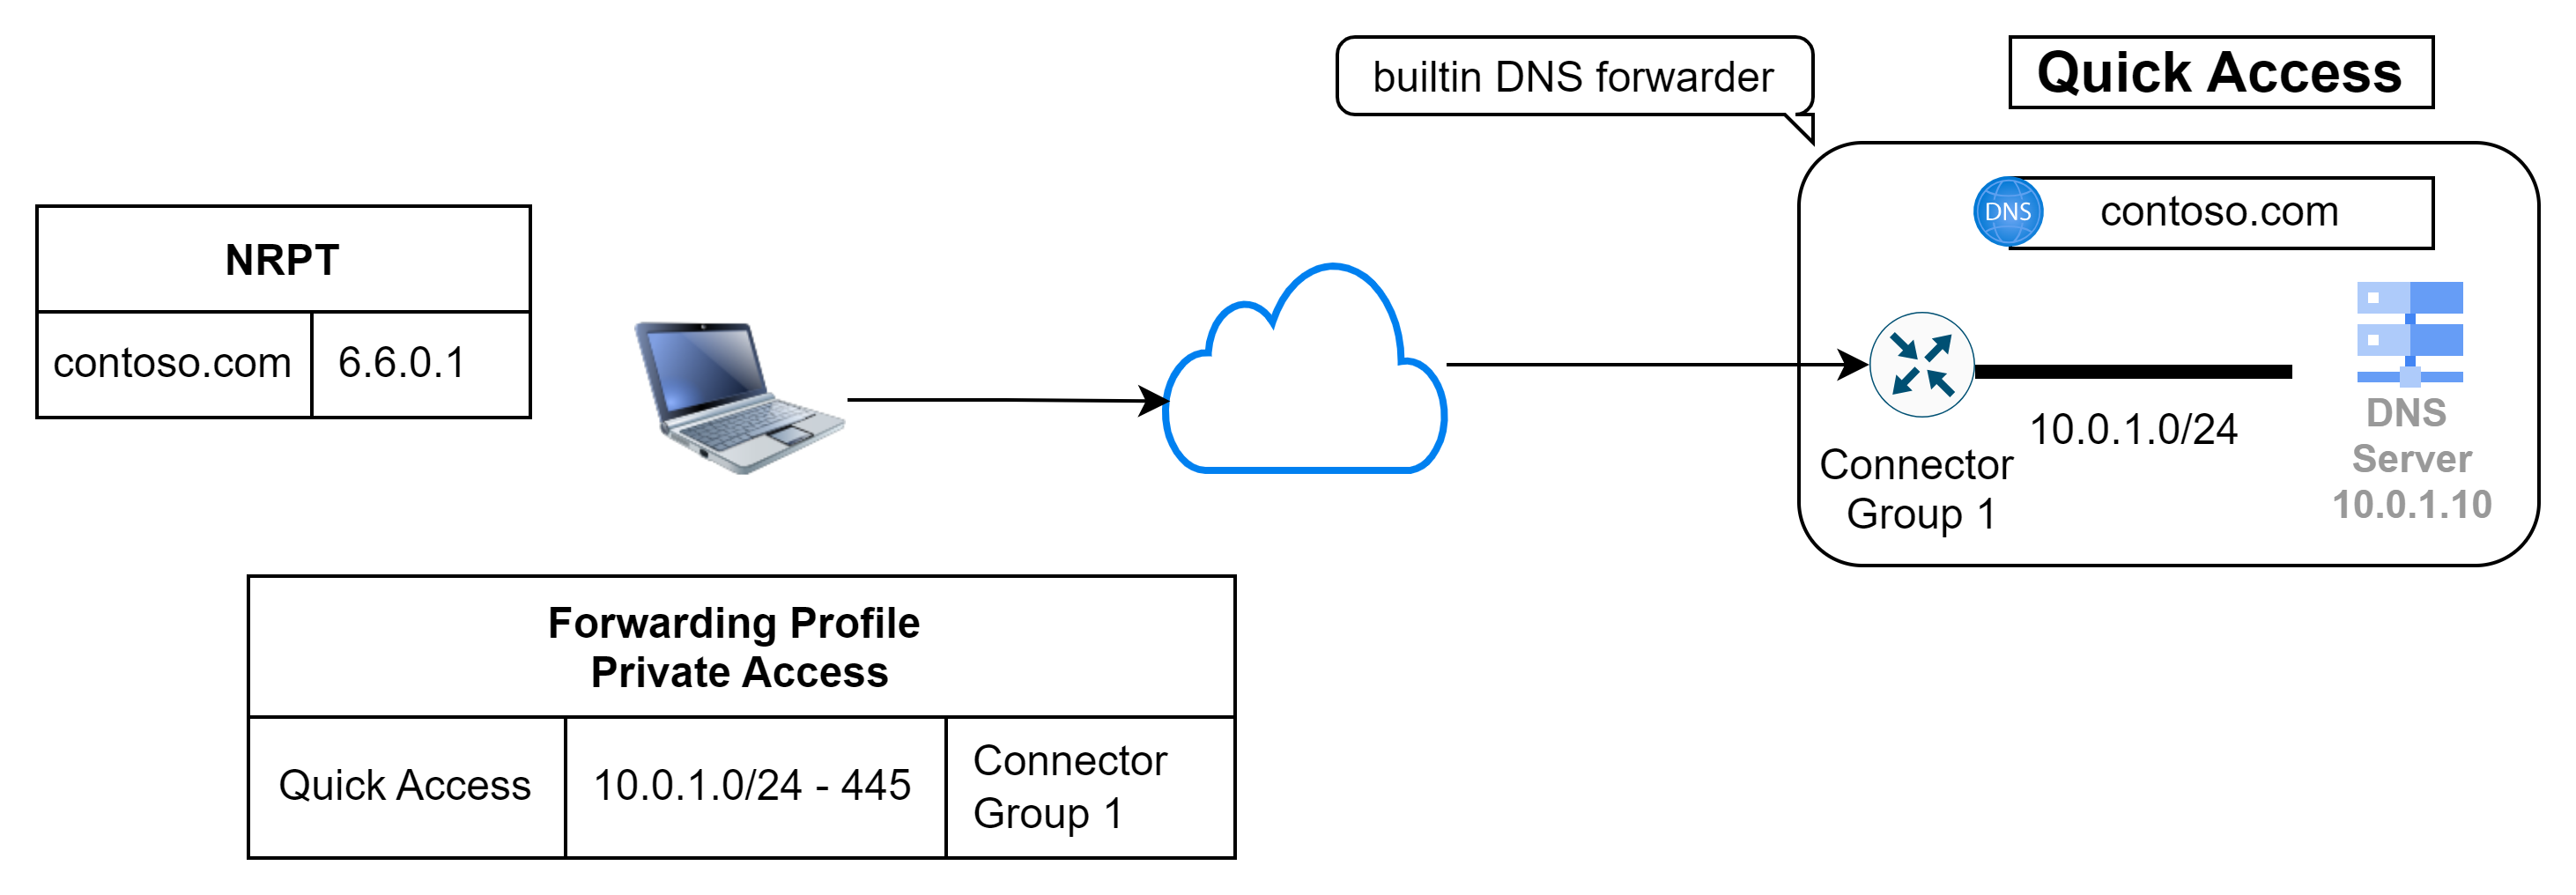 builtin DNS forwarder
Quick Access
DNS
contoso.com
NRPT
contoso.com
6.6.0.1
10.0.1.0/24
Connector
Group 1
DNS
Server
10.0.1.10
Forwarding Profile
Private Access
Quick Access
10.0.1.0/24 - 445
Connector
Group 1